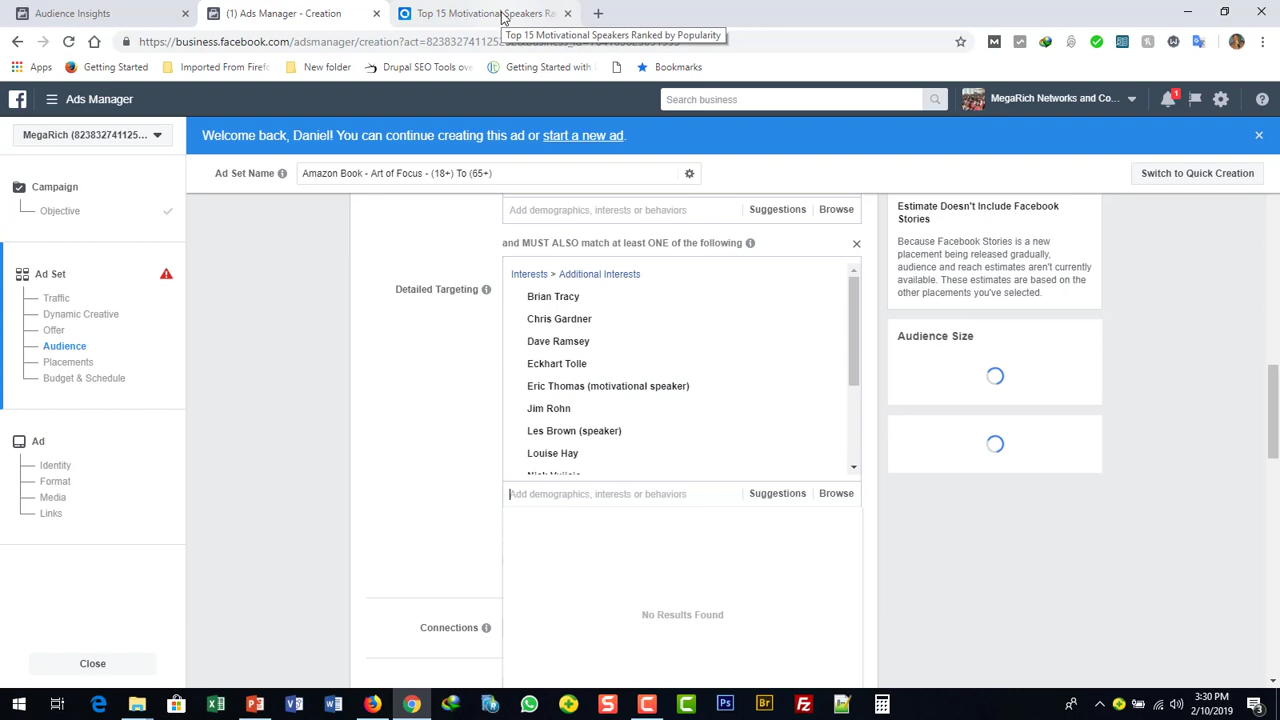 Audience Insights
(1) Ads Manager - Creation
Top 15 Motivational Speakers Ra
Top 15 Motivational Speakers Ranked by Popularity
Apps
Getting Started
Imported From Firef
New folder
Drupal SEO Tools
Getting Started with
Bookmarks
Ads Manager
Search business
MegaRich Networks and Co...
1
MegaRich (823832741125...
Welcome back, Daniel! You can continue creating this ad or start a new ad.
Ad Set Name
Amazon Book - Art of Focus - (18+) To (65+)
Switch to Quick Creation
Campaign
Objective
Ad Set
Traffic
Dynamic Creative
Offer
Audience
Placements
Budget & Schedule
Ad
Identity
Format
Media
Links
Close
Add demographics, interests or behaviors
Suggestions
Browse
and MUST ALSO match at least ONE of the following
Detailed Targeting
Interests > Additional Interests
Brian Tracy
Chris Gardner
Dave Ramsey
Eckhart Tolle
Eric Thomas (motivational speaker)
Jim Rohn
Les Brown (speaker)
Louise Hay
Add demographics, interests or behaviors
Suggestions
Browse
No Results Found
Connections
Estimate Doesn't Include Facebook
Stories
Because Facebook Stories is a new
placement being released gradually,
audience and reach estimates aren't currently
available. These estimates are based on the
other placements you've selected.
Audience Size
3:30 PM
2/10/2019